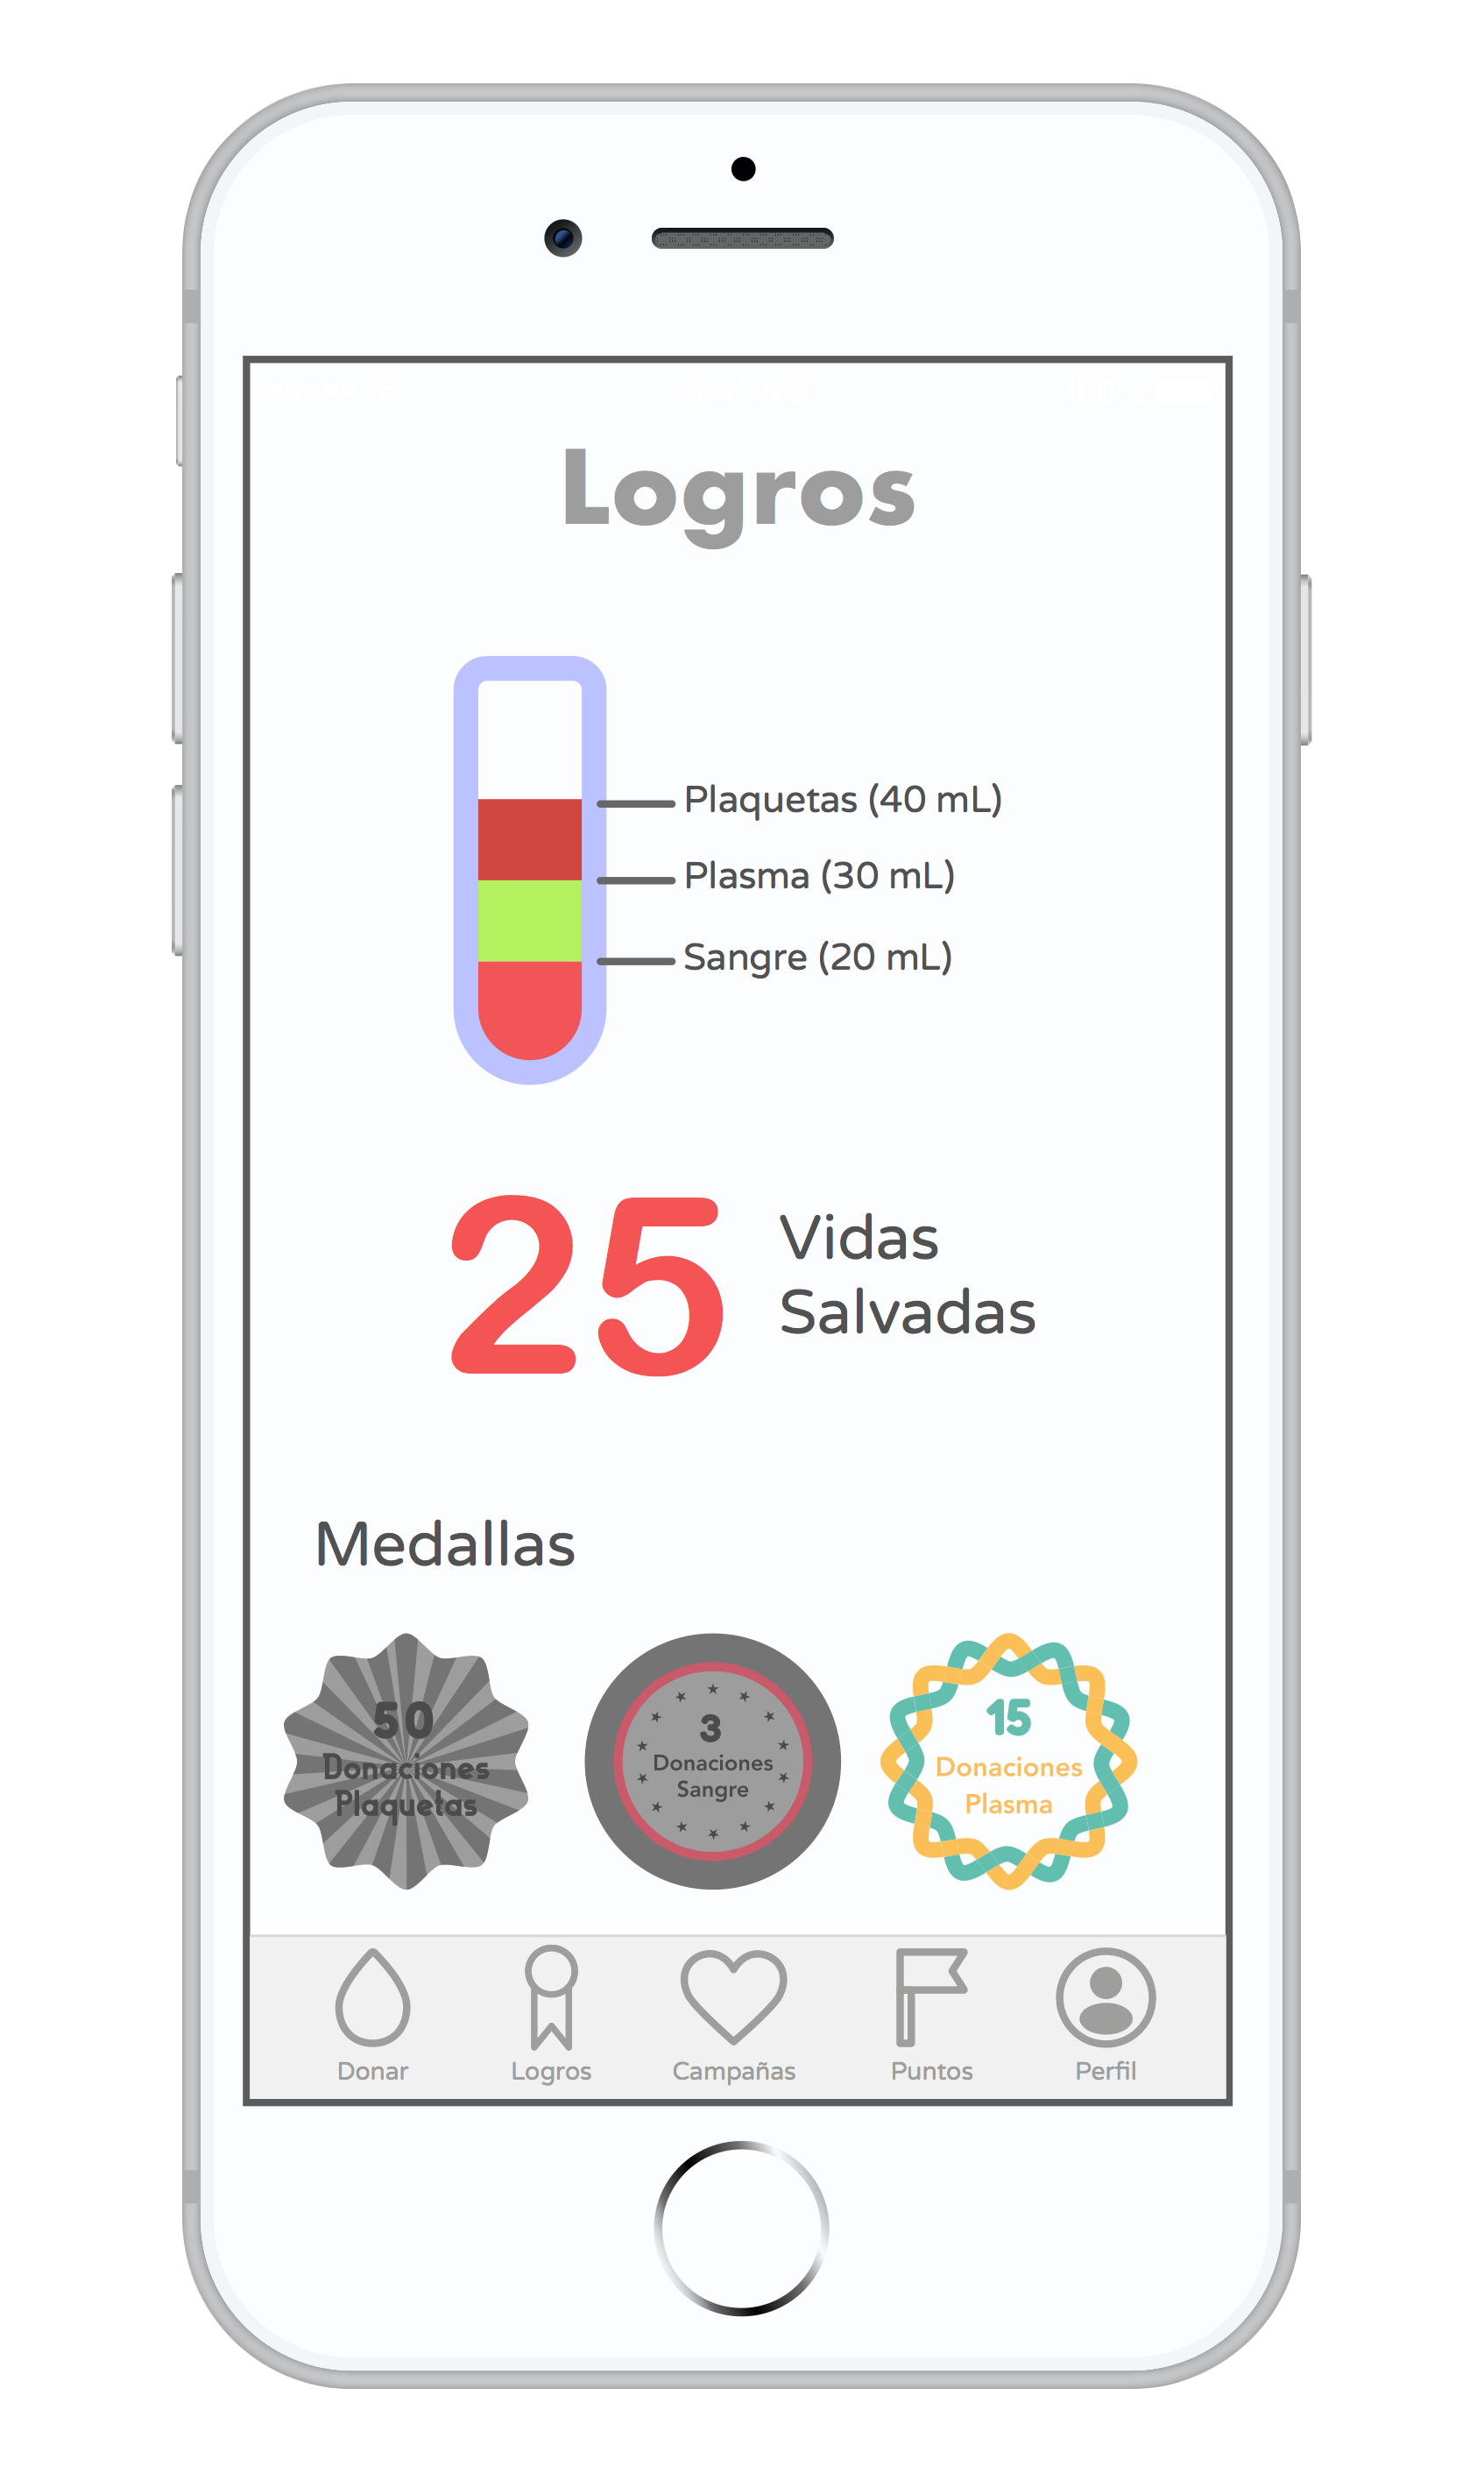 Logros
Plaquetas (40 mL)
Plasma (30 mL)
Sangre (20 mL)
25
Vidas
Salvadas
Medallas
50
Donaciones
Plaquetas
3
Donaciones
Sangre
15
Donaciones
Plasma
Donar
Logros
Campañas
Puntos
Perfil